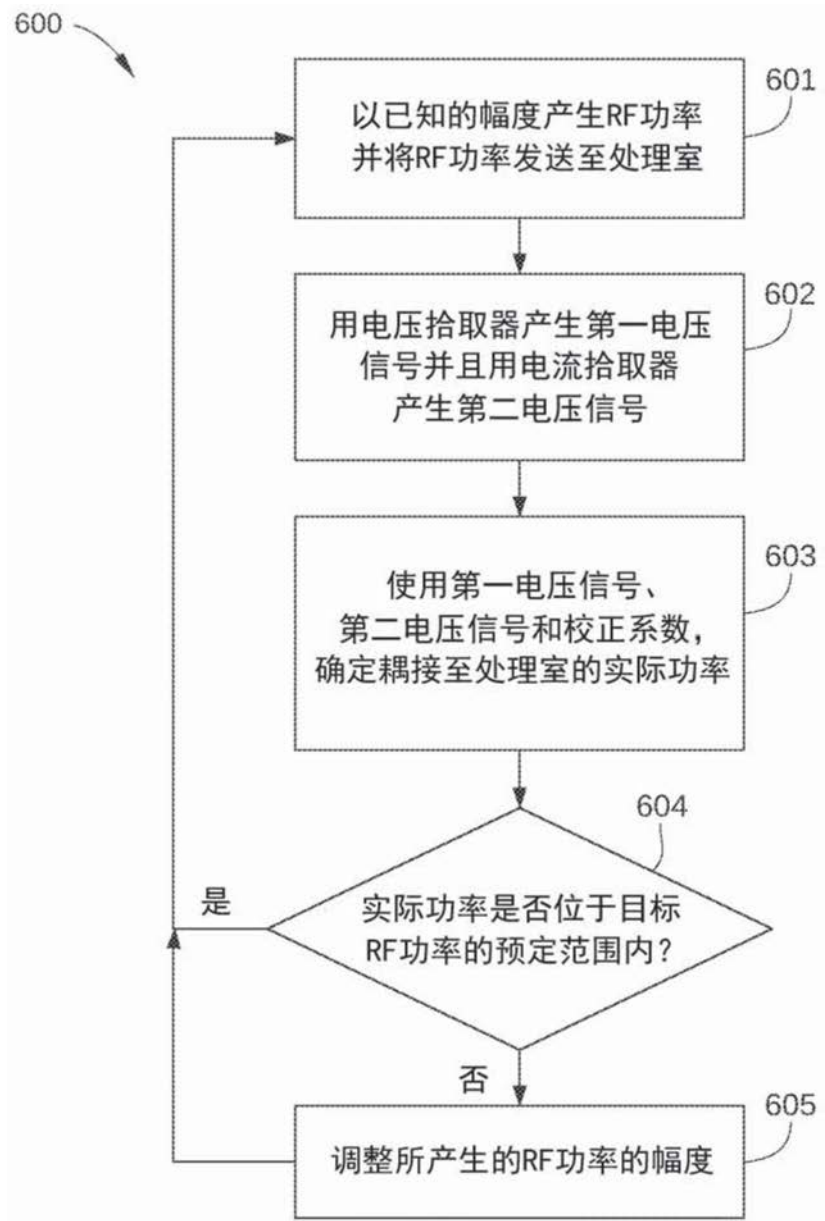 600
601
以已知的幅度产生RF功率
并将RF功率发送至处理室
602
用电压拾取器产生第一电压
信号并且用电流拾取器
产生第二电压信号
603
使用第一电压信号、
第二电压信号和校正系数，
确定耦接至处理室的实际功率
604
是
实际功率是否位于目标
RF功率的预定范围内？
否
605
调整所产生的RF功率的幅度